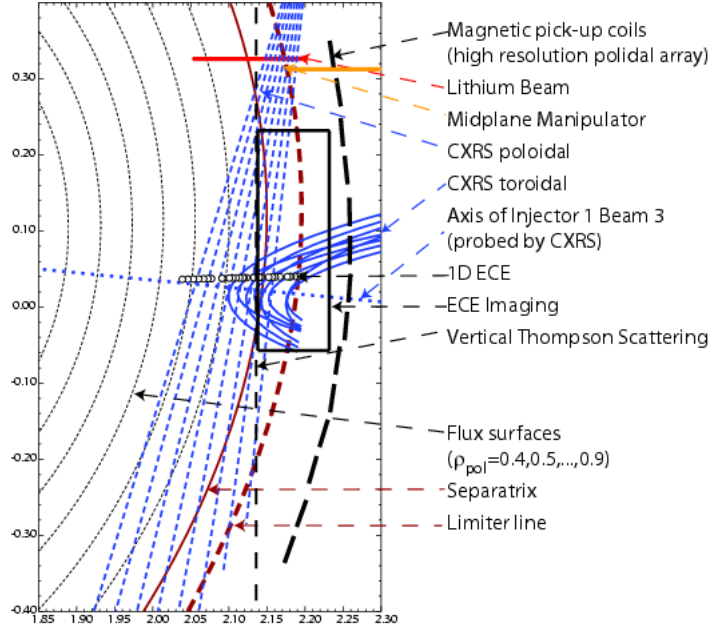 Magnetic pick-up coils
(high resolution polidal array)
Lithium Beam
Midplane Manipulator
CXRS poloidal
CXRS toroidal
Axis of Injector 1 Beam 3
(probed by CXRS)
1D ECE
ECE Imaging
Vertical Thompson Scattering
Flux surfaces
(ρpol=0.4,0.5,...,0.9)
Separatrix
Limiter line
0.30
0.20
0.10
0.00
-0.10
-0.20
-0.30
-0.40
1.85 1.90 1.95 2.00 2.05 2.10 2.15 2.20 2.25 2.30